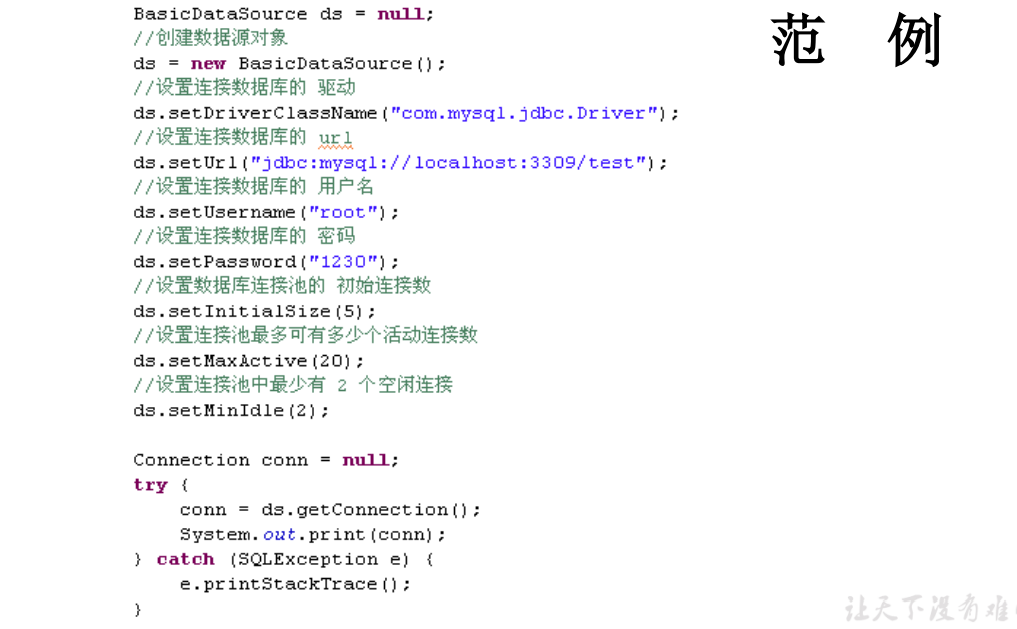 范 例
BasicDataSource ds = null;
//创建数据源对象
ds = new BasicDataSource();
//设置连接数据库的 驱动
ds.setDriverClassName("com.mysql.jdbc.Driver");
//设置连接数据库的 url
ds.setUrl("jdbc:mysql://localhost:3309/test");
//设置连接数据库的 用户名
ds.setUsername("root");
//设置连接数据库的 密码
ds.setPassword("1230");
//设置数据库连接池的 初始连接数
ds.setInitialSize(5);
//设置连接池最多可有多少个活动连接数
ds.setMaxActive(20);
//设置连接池中最少有 2 个空闲连接
ds.setMinIdle(2);
Connection conn = null;
try {
conn = ds.getConnection();
System.out.print(conn);
} catch (SQLException e) {
e.printStackTrace();
}
让天下没有难